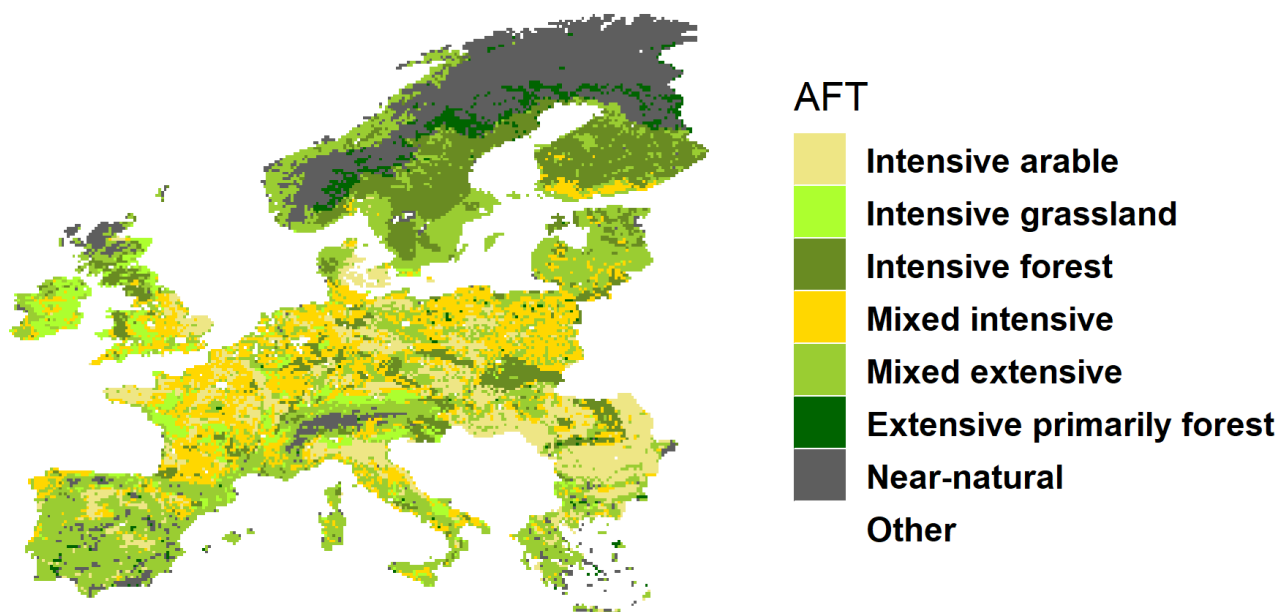 AFT
Intensive arable
Intensive grassland
Intensive forest
Mixed intensive
Mixed extensive
Extensive primarily forest
Near-natural
Other